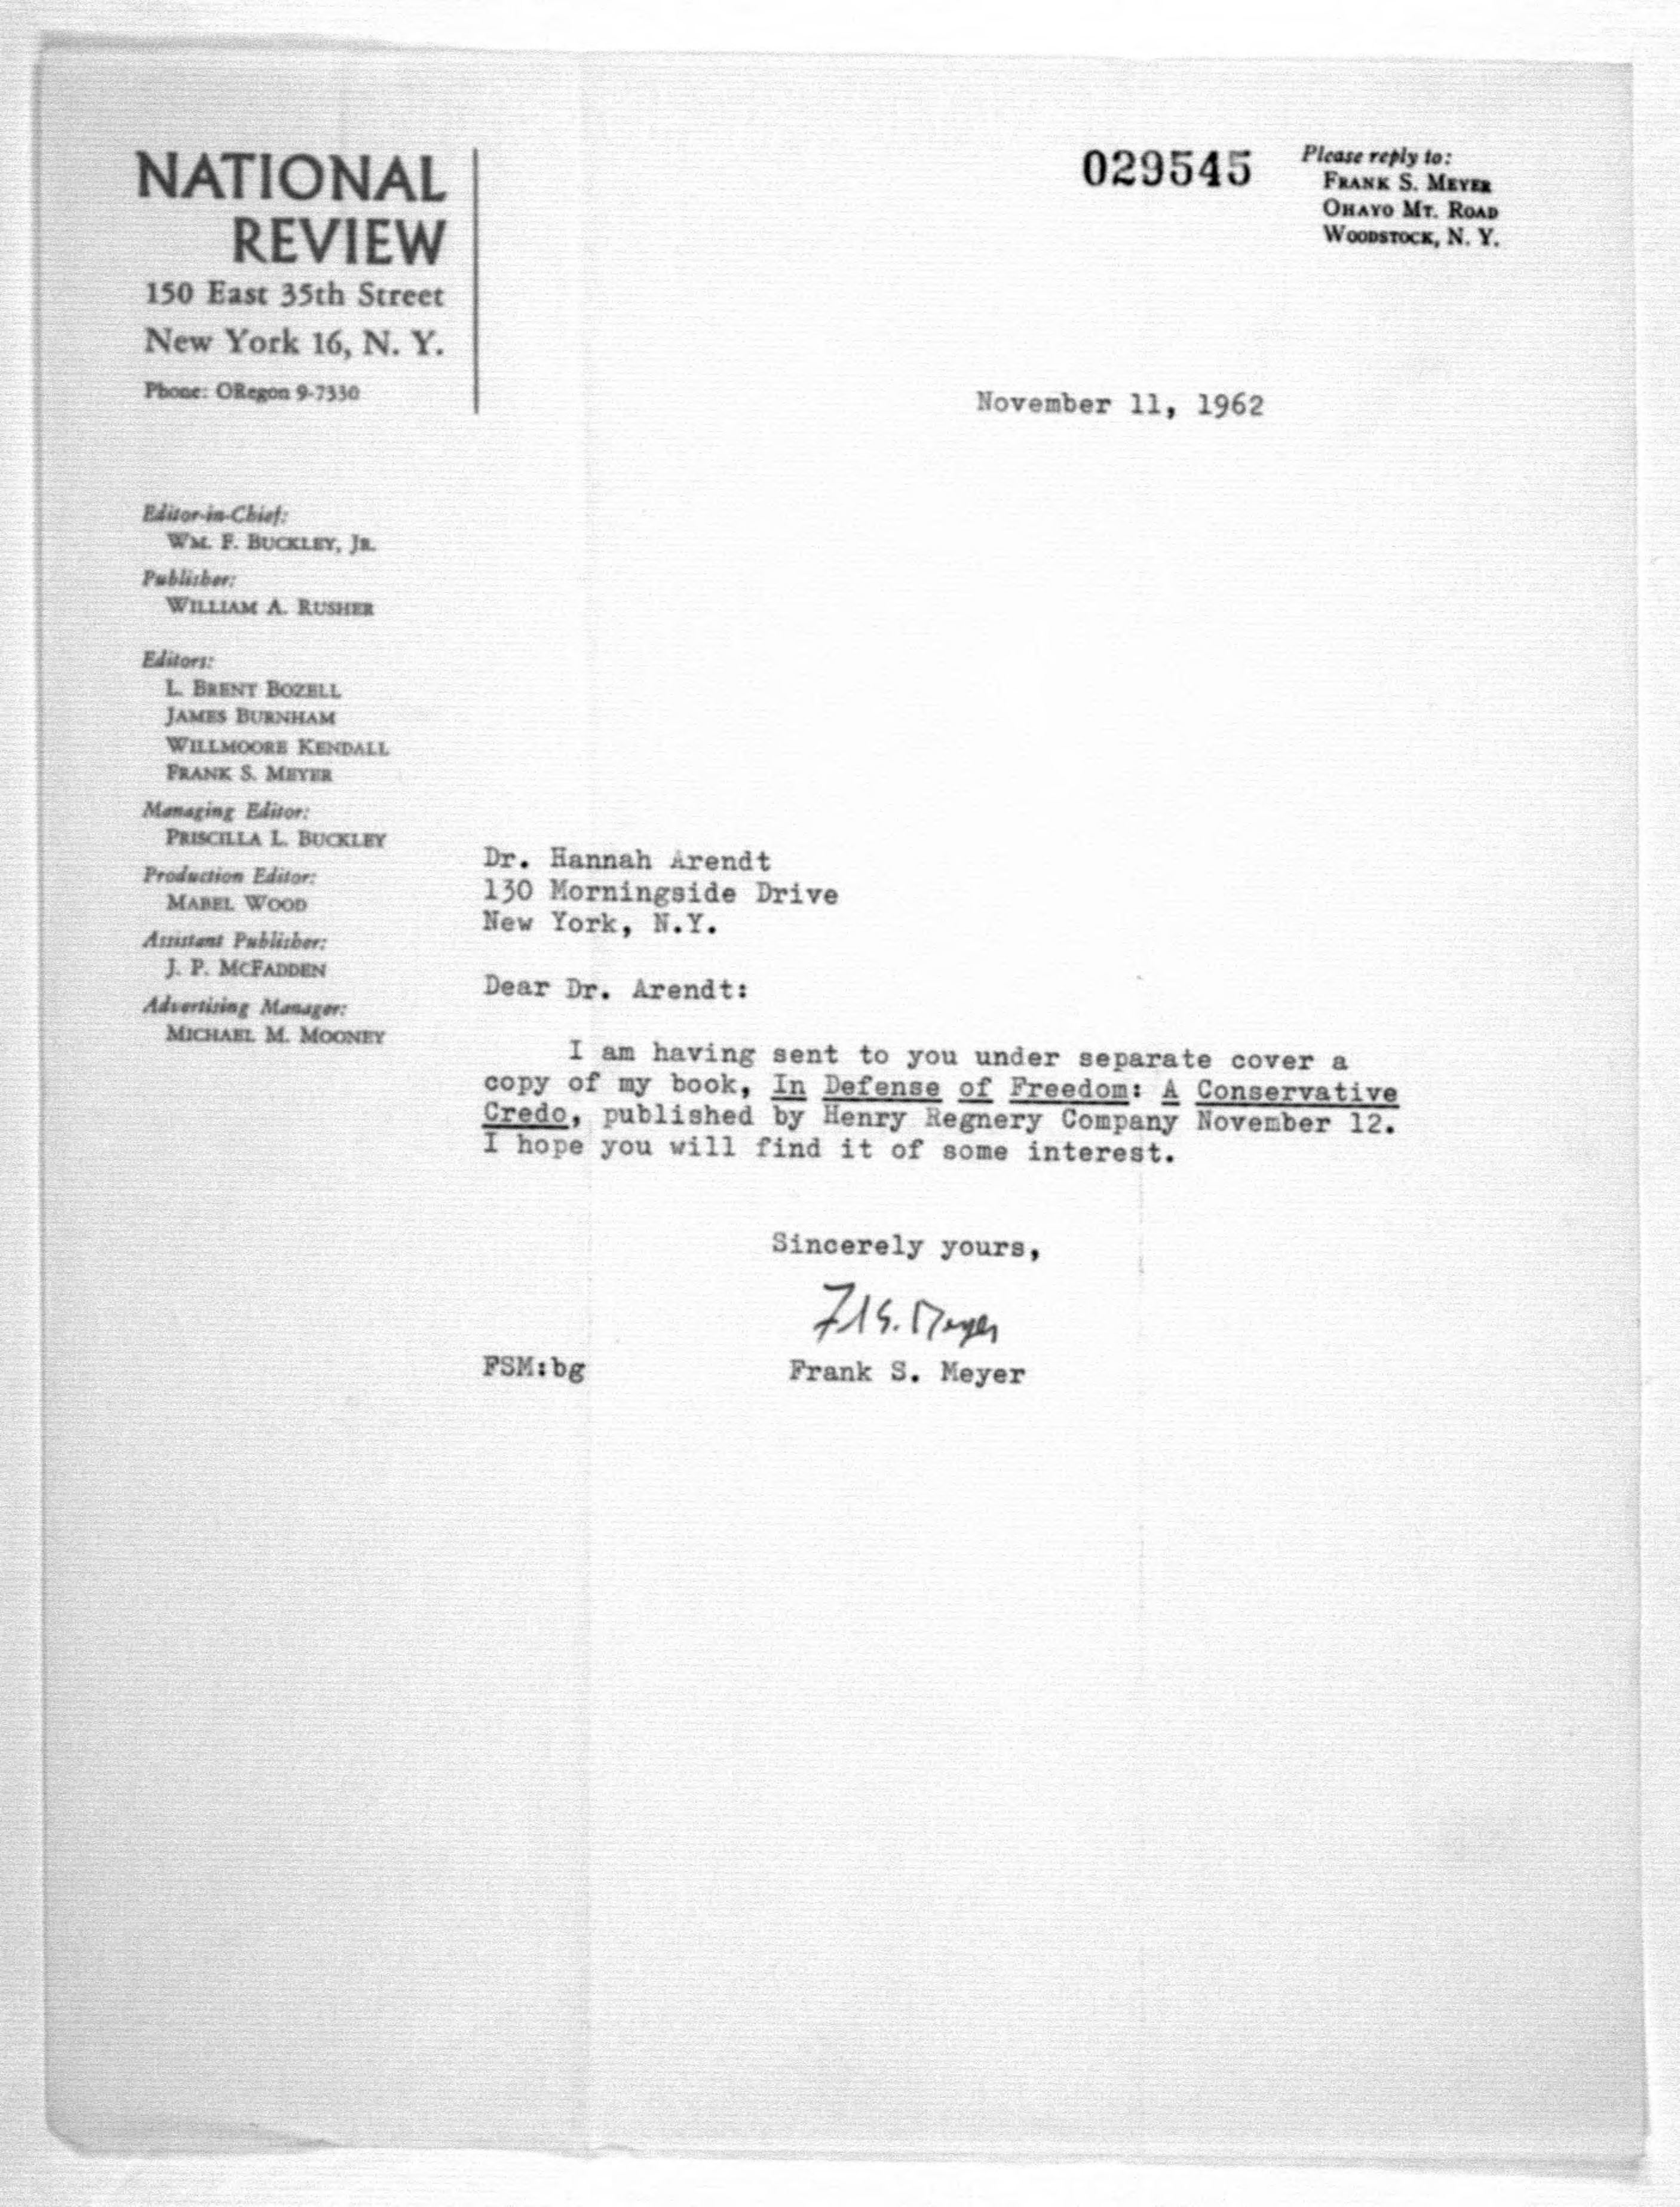 NATIONAL
REVIEW
150 East 35th Street
New York 16, N. Y.
Phone: ORegon 9-7330
029545
Please reply to:
FRANK S. MEYER
OHAYO MT. ROAD
WOODSTOCK, N. Y.
November 11, 1962
Editor-in-Chief:
WM. F. BUCKLEY, JR.
Publisher:
WILLIAM A. RUSHER
Editors:
L. BRENT BOZELL
JAMES BURNHAM
WILLMOORE KENDALL
FRANK S. MEYER
Managing Editor:
PRISCILLA L. BUCKLEY
Production Editor:
MABEL WOOD
Assistant Publisher:
J. P. MCFADDEN
Advertising Manager:
MICHAEL M. MOONEY
Dr. Hannah Arendt
130 Morningside Drive
New York, N.Y.
Dear Dr. Arendt:
I am having sent to you under separate cover a
copy of my book, In Defense of Freedom: A Conservative
Credo, published by Henry Regnery Company November 12.
I hope you will find it of some interest.
Sincerely yours,
F S. Meyer
FSM:bg
Frank S. Meyer